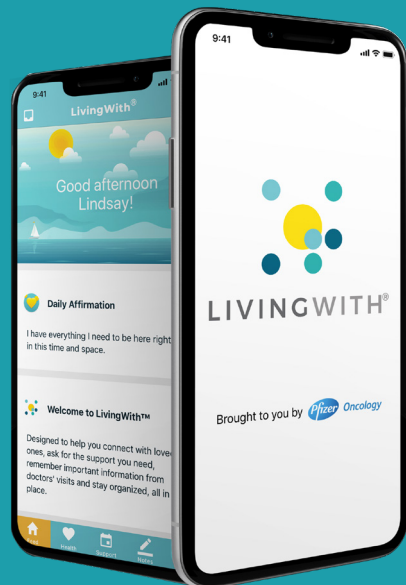 9:41
LivingWith®
Good afternoon
Lindsay!
Daily Affirmation
I have everything I need to be here right
in this time and space.
Welcome to LivingWith™
Designed to help you connect with loved
ones, ask for the support you need,
remember important information from
doctors' visits and stay organized, all in
place.
Health
Support
Notes
9:41
LIVINGWITH®
Brought to you by Pfizer Oncology